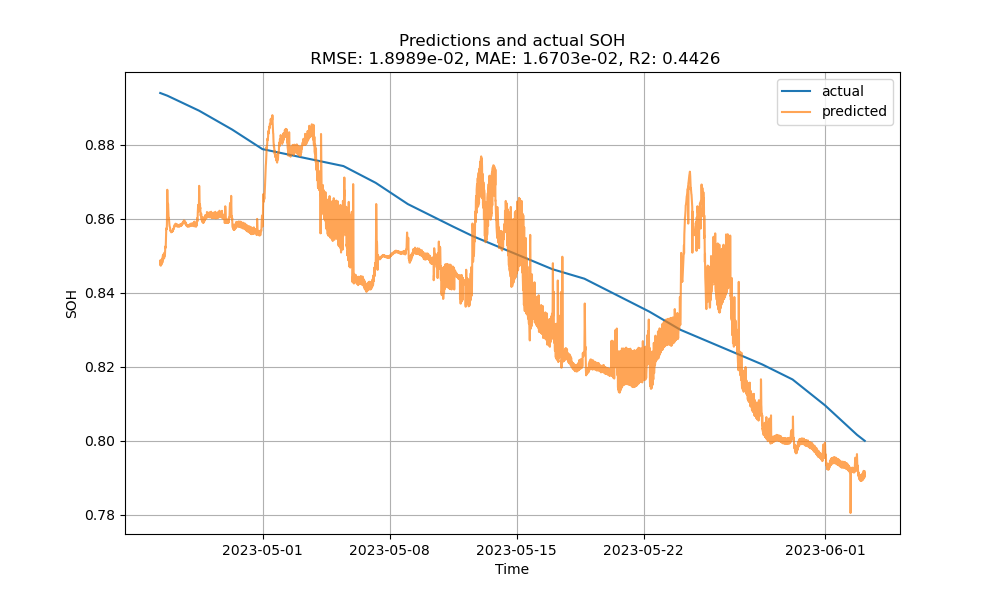 Predictions and actual SOH
RMSE: 1.8989e-02, MAE: 1.6703e-02, R2: 0.4426
actual
predicted
0.88
0.86
0.84
0.82
0.80
0.78
SOH
2023-05-01
2023-05-08
2023-05-15
2023-05-22
2023-06-01
Time